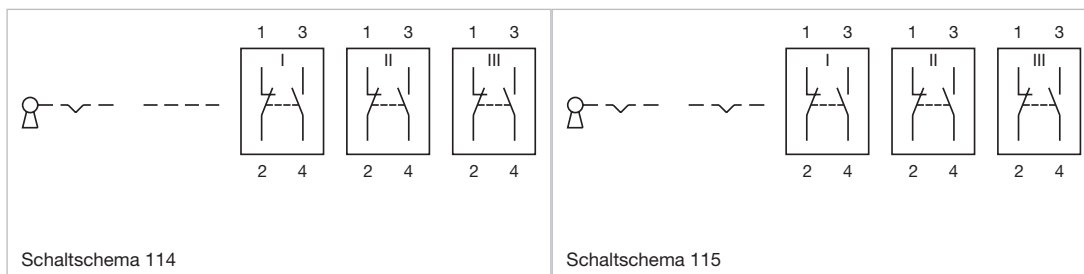 1 3 1 3 1 3
I II III
2 4 2 4 2 4
Schaltschema 114
1 3 1 3 1 3
I II III
2 4 2 4 2 4
Schaltschema 115